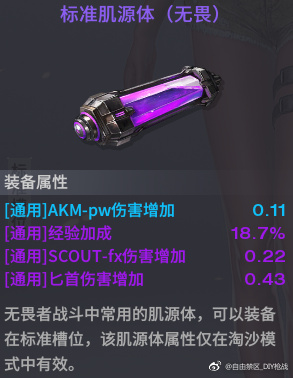 标准肌源体（无畏）
装备属性
[通用]AKM-pw伤害增加 0.11
[通用]经验加成 18.7%
[通用]SCOUT-fx伤害增加 0.22
[通用]匕首伤害增加 0.43
无畏者战斗中常用的肌源体，可以装备
在标准槽位，该肌源体属性仅在淘沙模
式中有效。
@自由禁区_DIY枪战